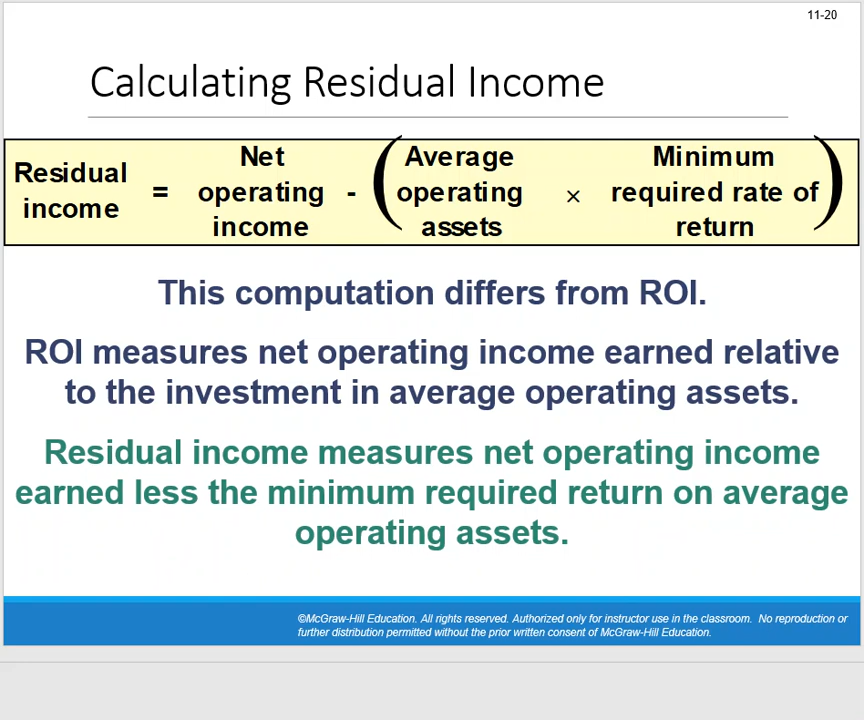 11-20
Calculating Residual Income
Residual income = Net operating income - ( Average operating assets × Minimum required rate of return )
This computation differs from ROI.
ROI measures net operating income earned relative
to the investment in average operating assets.
Residual income measures net operating income
earned less the minimum required return on average
operating assets.
©McGraw-Hill Education. All rights reserved. Authorized only for instructor use in the classroom.  No reproduction or
further distribution permitted without the prior written consent of McGraw-Hill Education.